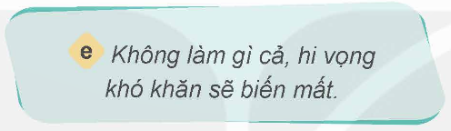 e Không làm gì cả, hi vọng
khó khăn sẽ biến mất.